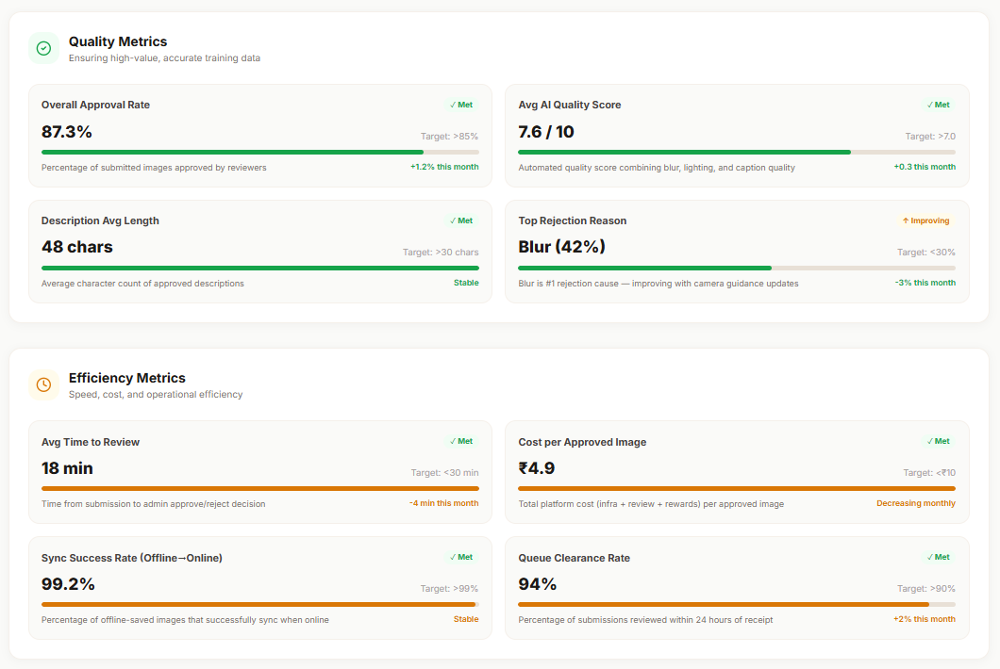 Quality Metrics
Ensuring high-value, accurate training data
Overall Approval Rate
✓ Met
87.3%
Target: >85%
Percentage of submitted images approved by reviewers
+1.2% this month
Avg AI Quality Score
✓ Met
7.6 / 10
Target: >7.0
Automated quality score combining blur, lighting, and caption quality
+0.3 this month
Description Avg Length
✓ Met
48 chars
Target: >30 chars
Average character count of approved descriptions
Stable
Top Rejection Reason
↑ Improving
Blur (42%)
Target: <30%
Blur is #1 rejection cause — improving with camera guidance updates
-3% this month
Efficiency Metrics
Speed, cost, and operational efficiency
Avg Time to Review
✓ Met
18 min
Target: <30 min
Time from submission to admin approve/reject decision
-4 min this month
Cost per Approved Image
✓ Met
₹4.9
Target: <₹10
Total platform cost (infra + review + rewards) per approved image
Decreasing monthly
Sync Success Rate (Offline→Online)
✓ Met
99.2%
Target: >99%
Percentage of offline-saved images that successfully sync when online
Stable
Queue Clearance Rate
✓ Met
94%
Target: >90%
Percentage of submissions reviewed within 24 hours of receipt
+2% this month